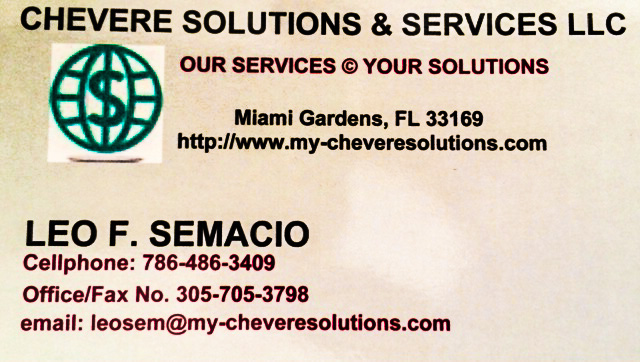 CHEVERE SOLUTIONS & SERVICES LLC
OUR SERVICES © YOUR SOLUTIONS
Miami Gardens, FL 33169
http://www.my-cheveresolutions.com
LEO F. SEMACIO
Cellphone: 786-486-3409
Office/Fax No. 305-705-3798
email: leosem@my-cheveresolutions.com